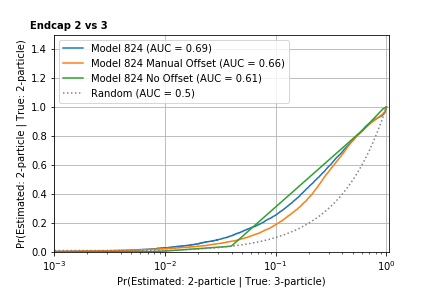 Endcap 2 vs 3
Model 824 (AUC = 0.69)
Model 824 Manual Offset (AUC = 0.66)
Model 824 No Offset (AUC = 0.61)
Random (AUC = 0.5)
Pr(Estimated: 2-particle | True: 2-particle)
1.4
1.2
1.0
0.8
0.6
0.4
0.2
0.0
10⁻³ 10⁻² 10⁻¹ 10⁰
Pr(Estimated: 2-particle | True: 3-particle)